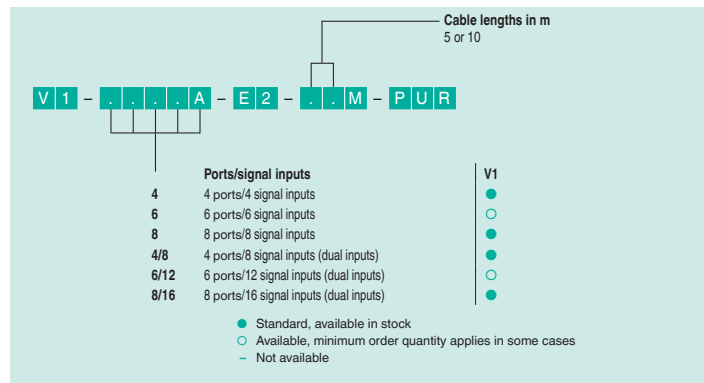 Cable lengths in m
5 or 10
V1 – ....A – E2 – ..M – PUR
Ports/signal inputs V1
4 4 ports/4 signal inputs ●
6 6 ports/6 signal inputs ○
8 8 ports/8 signal inputs ●
4/8 4 ports/8 signal inputs (dual inputs) ●
6/12 6 ports/12 signal inputs (dual inputs) ○
8/16 8 ports/16 signal inputs (dual inputs) ●
● Standard, available in stock
○ Available, minimum order quantity applies in some cases
– Not available